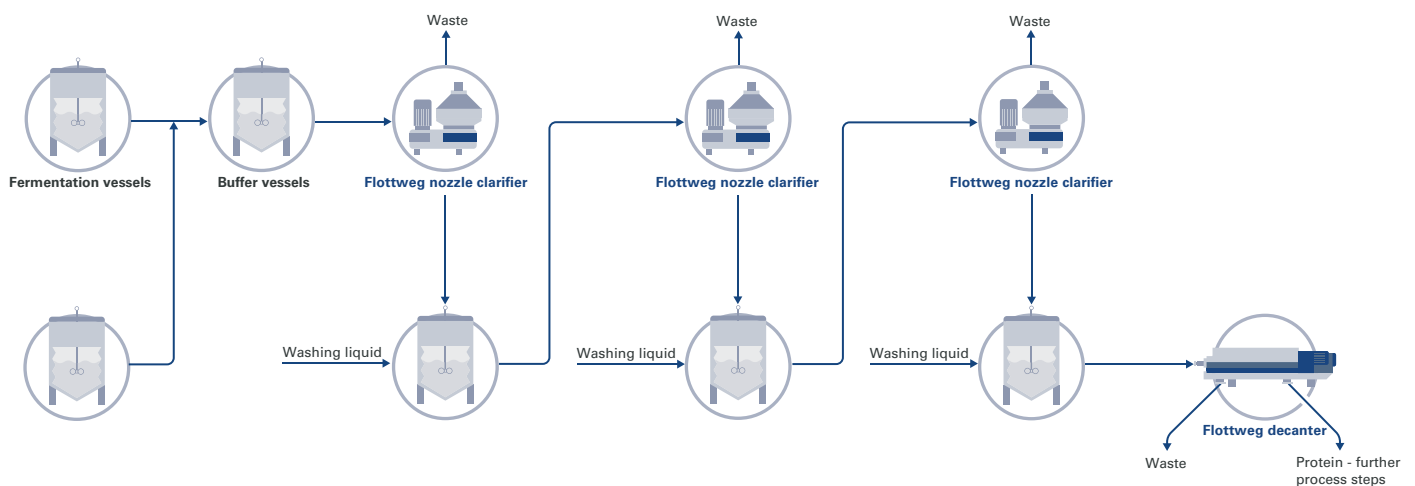 Waste
Waste
Waste
Fermentation vessels
Buffer vessels
Flottweg nozzle clarifier
Flottweg nozzle clarifier
Flottweg nozzle clarifier
Washing liquid
Washing liquid
Washing liquid
Flottweg decanter
Waste
Protein - further
process steps